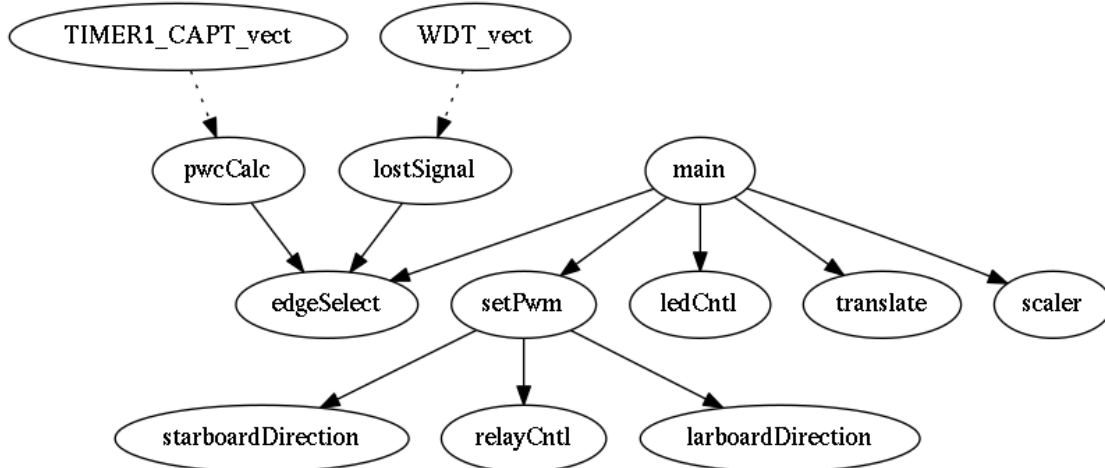 TIMER1_CAPT_vect
WDT_vect
pwcCalc
lostSignal
main
edgeSelect
setPwm
ledCntl
translate
scaler
starboardDirection
relayCntl
larboardDirection